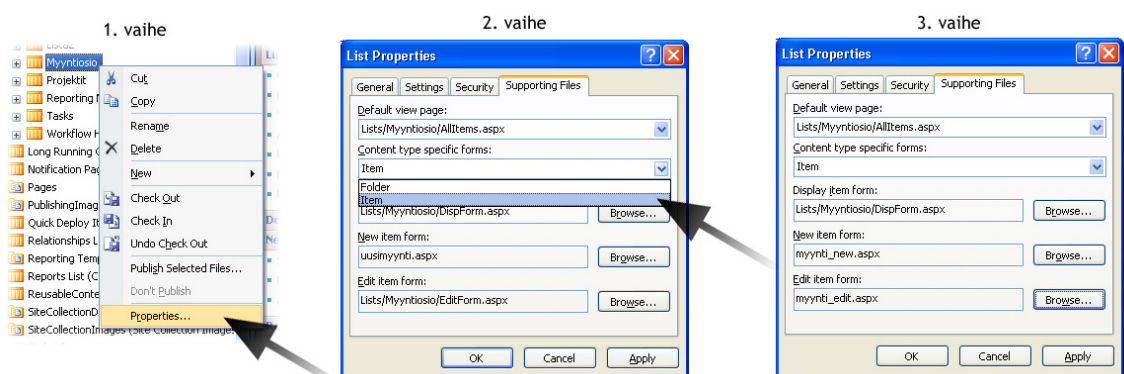 1. vaihe
Lista2
Myyntiosio
Projektit
Reporting
Tasks
Workflow H
Long Running
Notification Pag
Pages
PublishingImag
Quick Deploy It
Relationships L
Reporting Temp
Reports List (C
ReusableConte
SiteCollectionD
SiteCollectionImages (Site Collection Image
Cut
Copy
Rename
Delete
New
Check Out
Check In
Undo Check Out
Publish Selected Files...
Don't Publish
Properties...
2. vaihe
List Properties
General Settings Security Supporting Files
Default view page:
Lists/Myyntiosio/AllItems.aspx
Content type specific forms:
Item
Folder
Item
Lists/Myyntiosio/DispForm.aspx Browse...
New item form:
uusimyynti.aspx Browse...
Edit item form:
Lists/Myyntiosio/EditForm.aspx Browse...
OK Cancel Apply
3. vaihe
List Properties
General Settings Security Supporting Files
Default view page:
Lists/Myyntiosio/AllItems.aspx
Content type specific forms:
Item
Display item form:
Lists/Myyntiosio/DispForm.aspx Browse...
New item form:
myynti_new.aspx Browse...
Edit item form:
myynti_edit.aspx Browse...
OK Cancel Apply